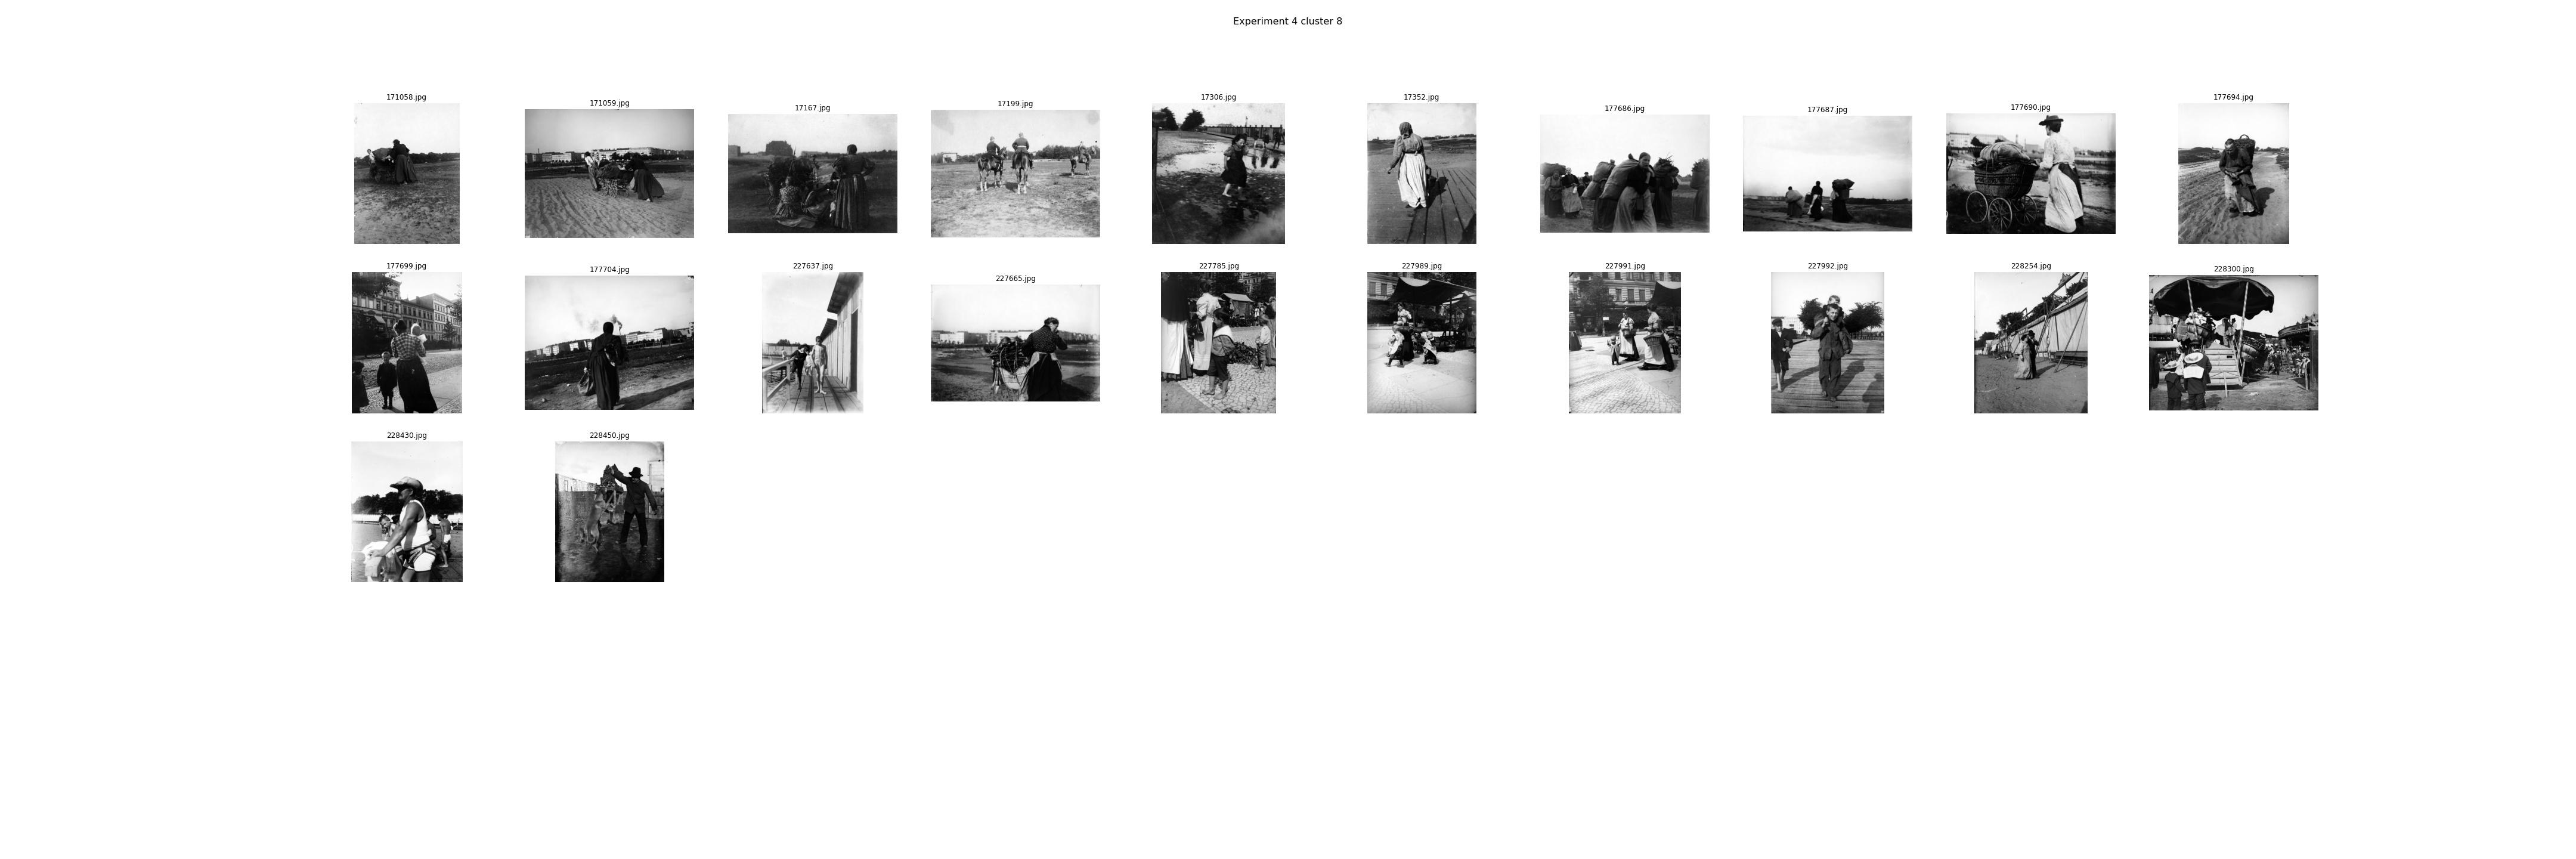 Experiment 4 cluster 8
171058.jpg
171059.jpg
17167.jpg
17199.jpg
17306.jpg
17352.jpg
177686.jpg
177687.jpg
177690.jpg
177694.jpg
177699.jpg
177704.jpg
227637.jpg
227665.jpg
227785.jpg
227989.jpg
227991.jpg
227992.jpg
228254.jpg
228300.jpg
228430.jpg
228450.jpg